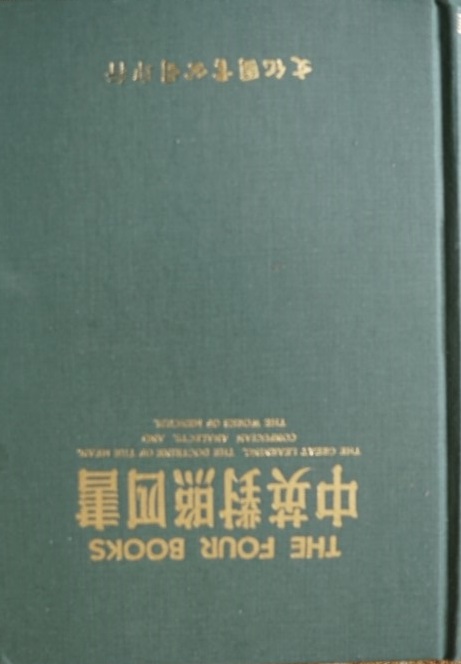 THE FOUR BOOKS
中英對照四書
THE GREAT LEARNING, THE DOCTRINE OF THE MEAN,
CONFUCIAN ANALECTS, AND
THE WORKS OF MENCIUS.
文化圖書公司印行